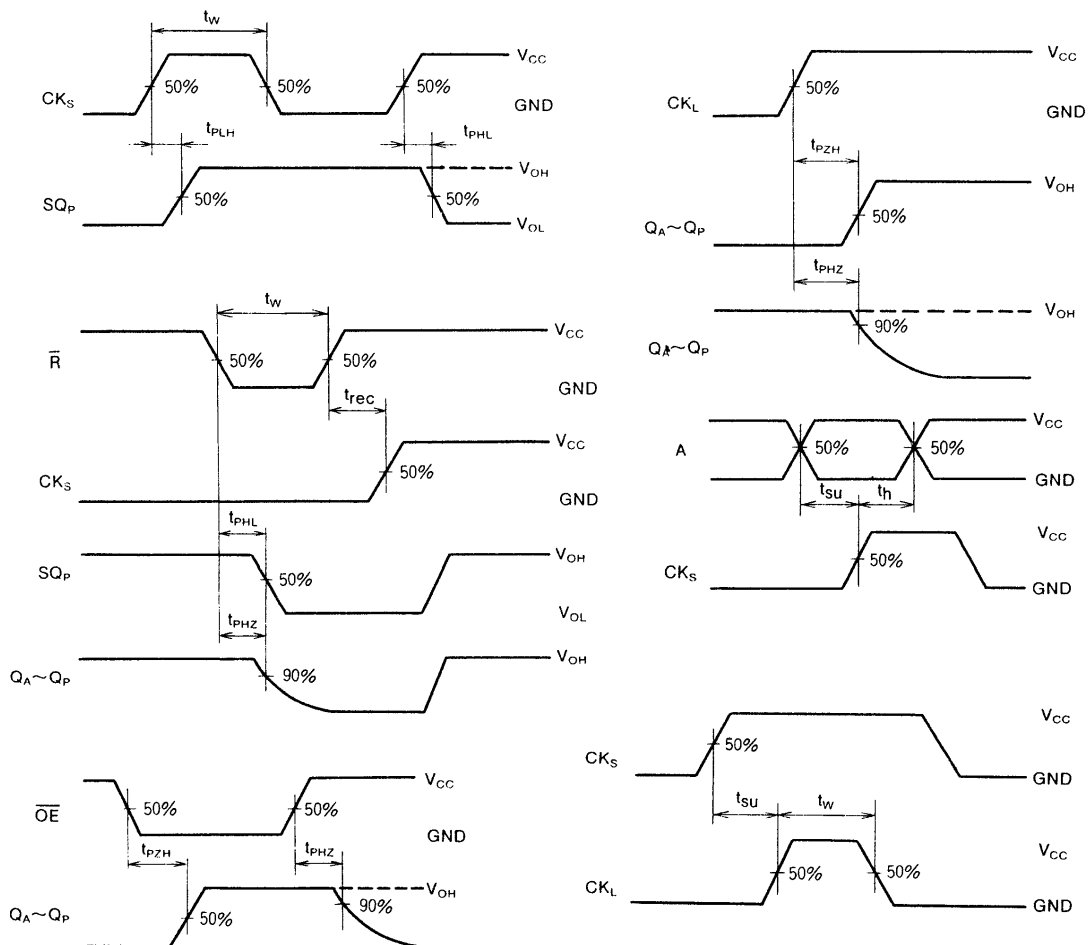 tw
VCC
50%
50%
50%
CKS
GND
tPLH
tPHL
VOH
SQP
50%
50%
VOL
tw
VCC
R̅
50%
50%
GND
trec
VCC
50%
CKS
GND
tPHL
VOH
SQP
50%
VOL
tPHZ
VOH
QA~QP
90%
VCC
O̅E̅
50%
50%
GND
tPZH
tPHZ
VOH
QA~QP
50%
90%
VCC
50%
CKL
GND
tPZH
VOH
50%
QA~QP
tPHZ
VOH
90%
QA~QP
VCC
A
50%
50%
GND
tsu
th
VCC
50%
CKS
GND
VCC
50%
CKS
GND
tsu
tw
VCC
50%
50%
CKL
GND